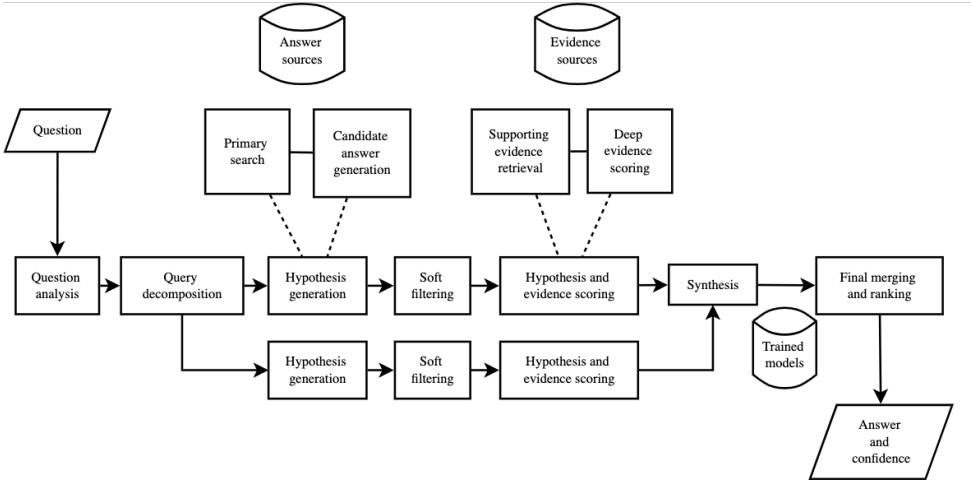 Answer
sources
Evidence
sources
Question
Primary
search
Candidate
answer
generation
Supporting
evidence
retrieval
Deep
evidence
scoring
Question
analysis
Query
decomposition
Hypothesis
generation
Soft
filtering
Hypothesis and
evidence scoring
Synthesis
Final merging
and ranking
Hypothesis
generation
Soft
filtering
Hypothesis and
evidence scoring
Trained
models
Answer
and
confidence